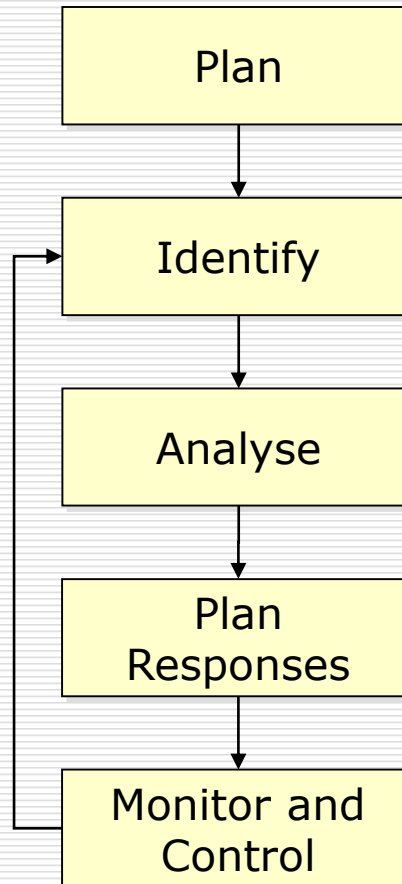 Plan
Identify
Analyse
Plan
Responses
Monitor and
Control